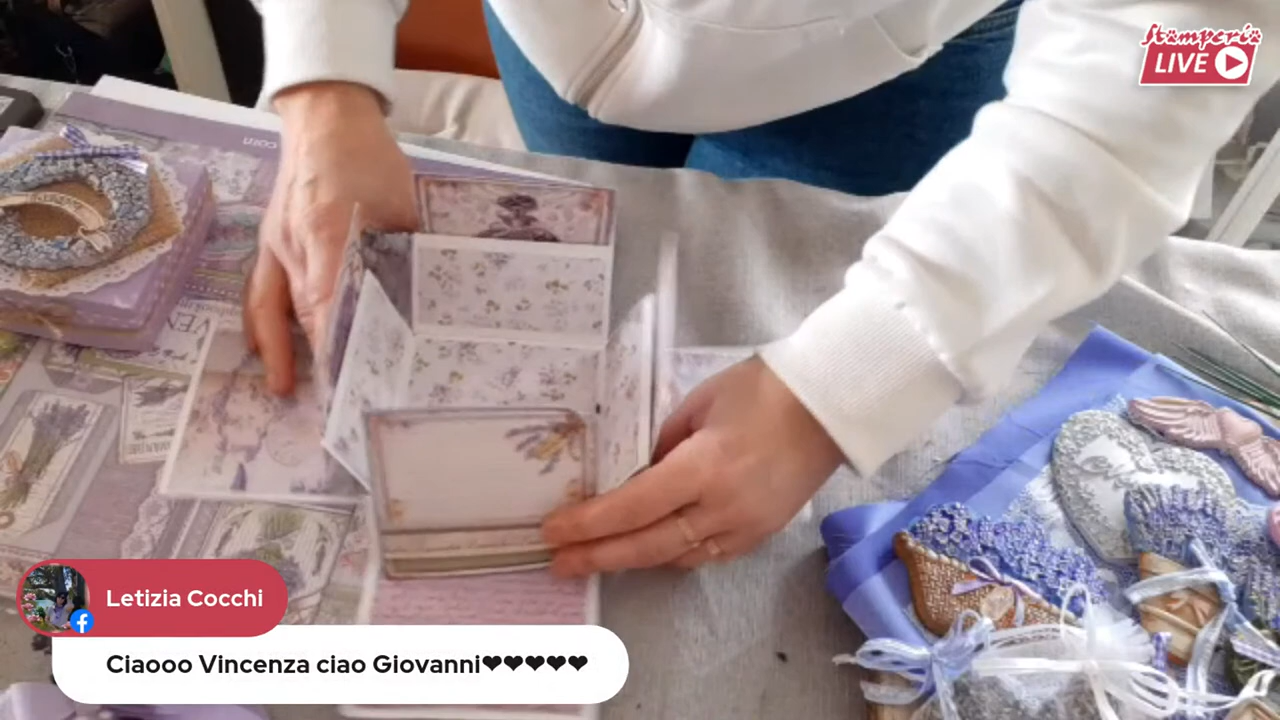 Stamperia
LIVE
Letizia Cocchi
Ciaooo Vincenza ciao Giovanni❤❤❤❤❤